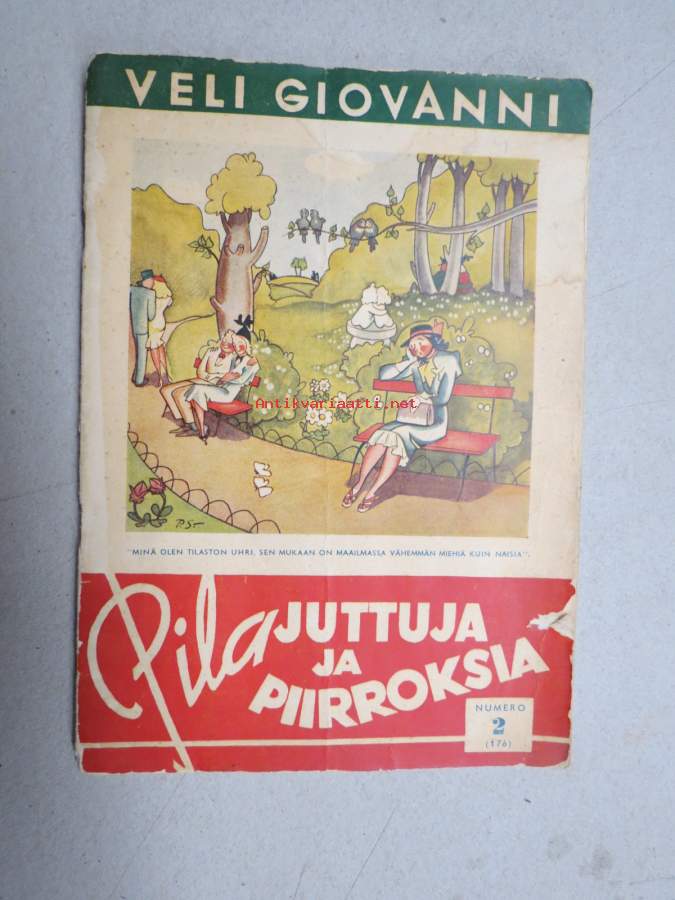 VELI GIOVANNI
Antikvariaatti.net
P.St.
"MINÄ OLEN TILASTON UHRI, SEN MUKAAN ON MAAILMASSA VÄHEMMÄN MIEHIÄ KUIN NAISIA".
Pila JUTTUJA
JA
PIIRROKSIA
NUMERO
2
(176)